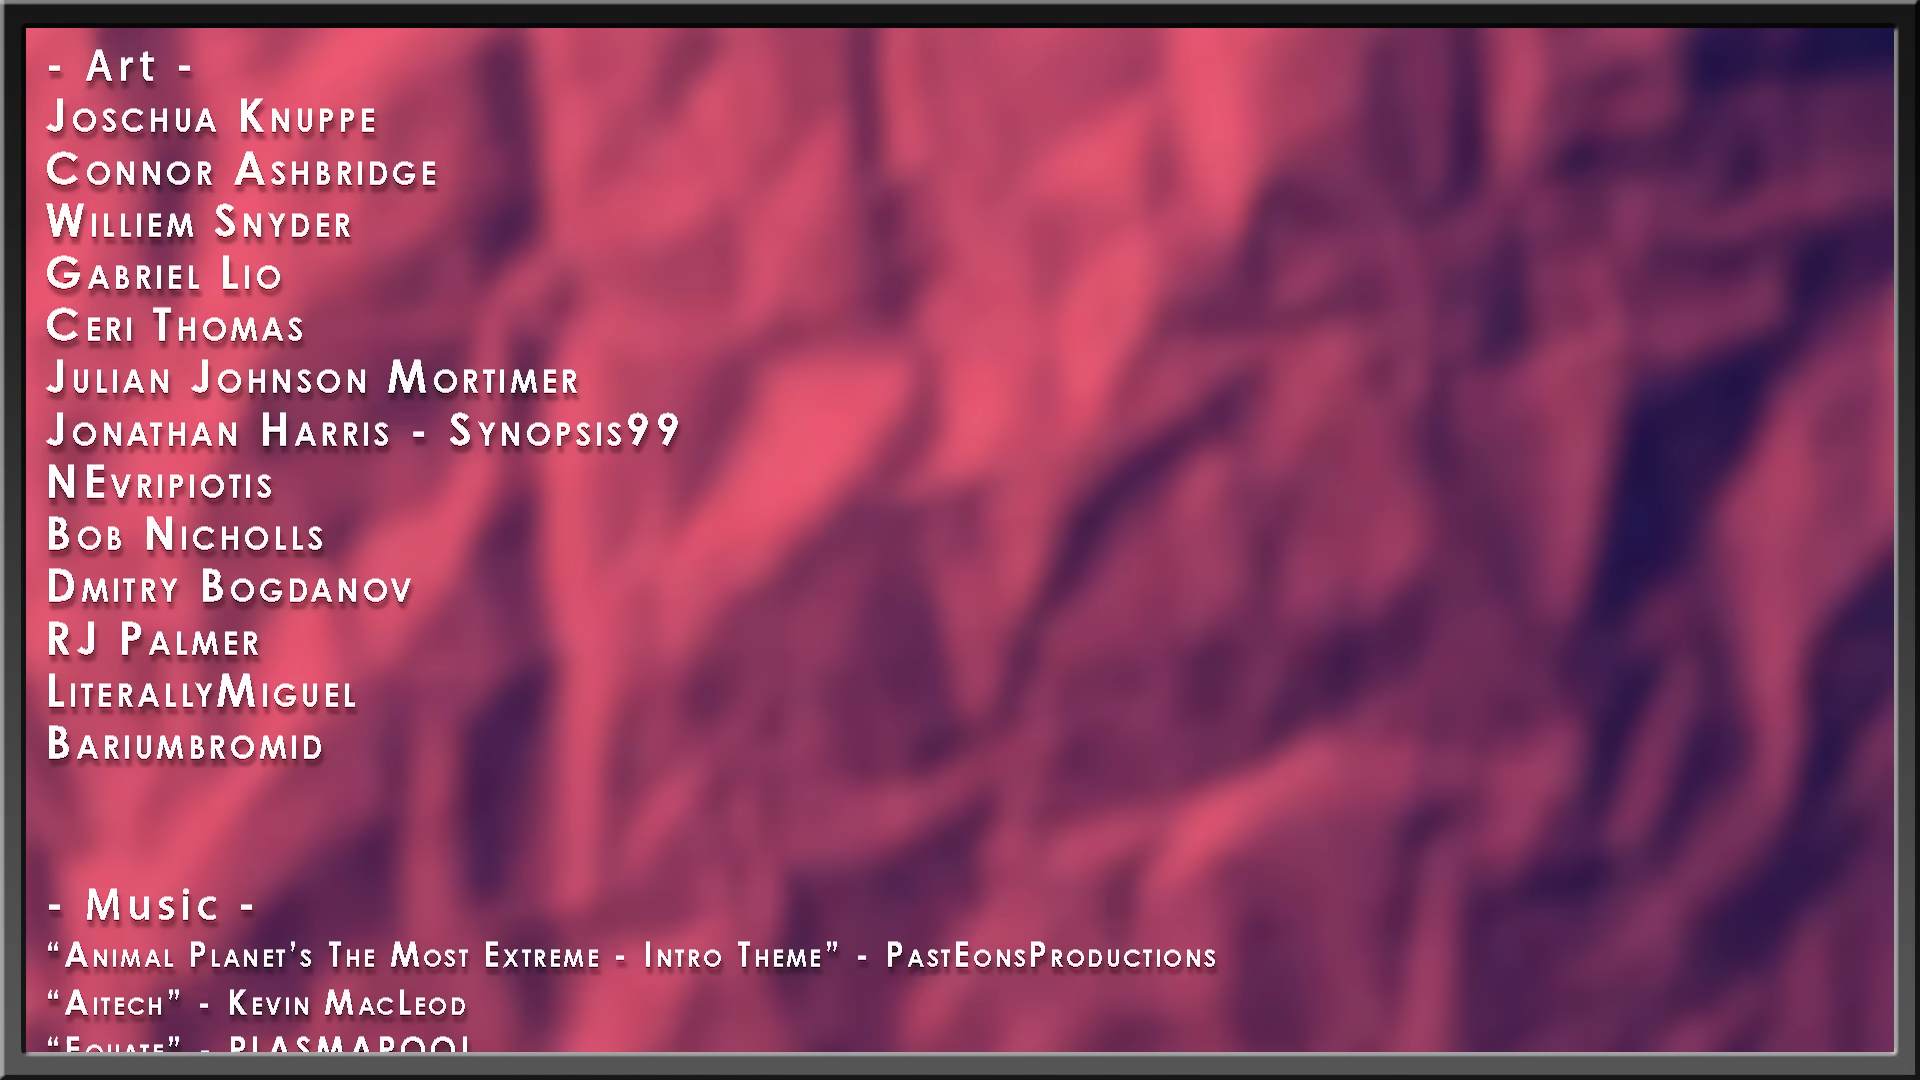 - Art -
Joschua Knuppe
Connor Ashbridge
Williem Snyder
Gabriel Lio
Ceri Thomas
Julian Johnson Mortimer
Jonathan Harris - Synopsis99
NEvripiotis
Bob Nicholls
Dmitry Bogdanov
RJ Palmer
LiterallyMiguel
Bariumbromid
- Music -
“Animal Planet’s The Most Extreme - Intro Theme” - PastEonsProductions
“Aitech” - Kevin MacLeod
“Equate” - PLASMAPOOL